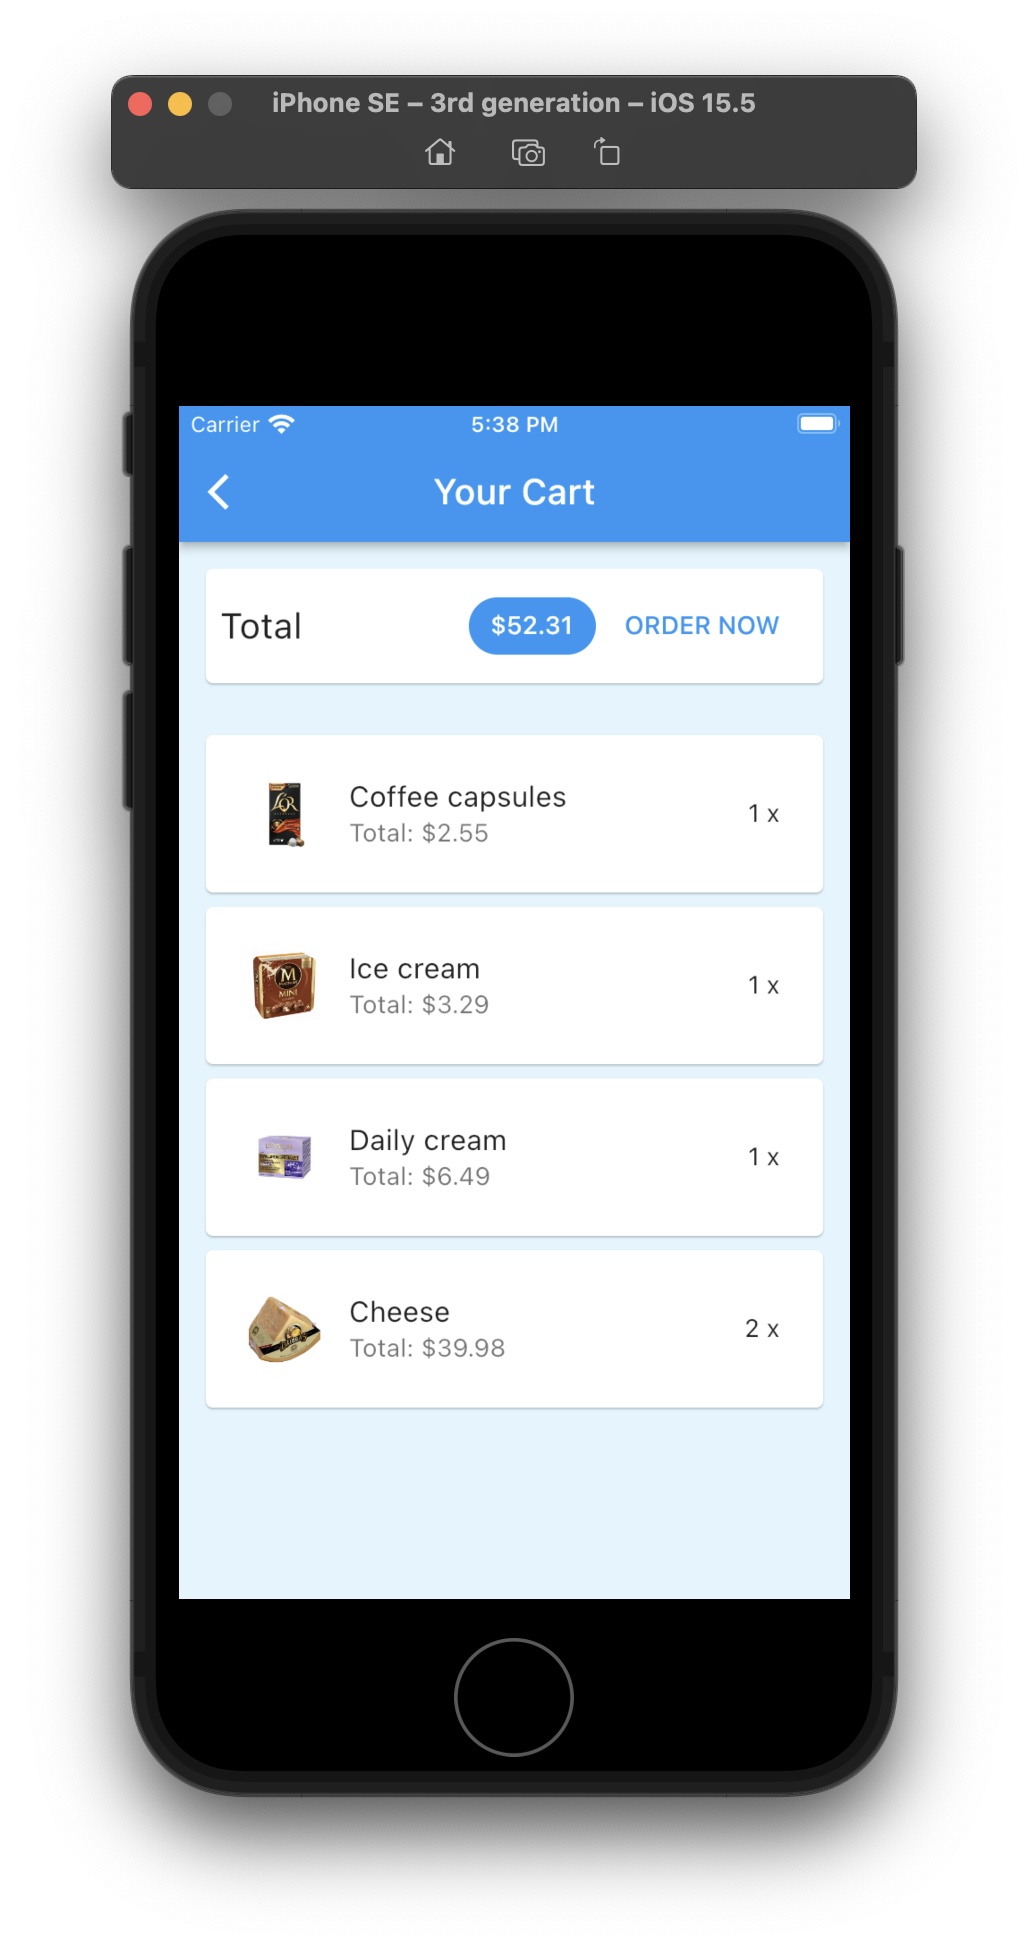 iPhone SE – 3rd generation – iOS 15.5
Carrier 5:38 PM
Your Cart
Total $52.31 ORDER NOW
L'OR
Coffee capsules
Total: $2.55
1 x
M
MINI
Ice cream
Total: $3.29
1 x
Daily cream
Total: $6.49
1 x
Cheese
Total: $39.98
2 x